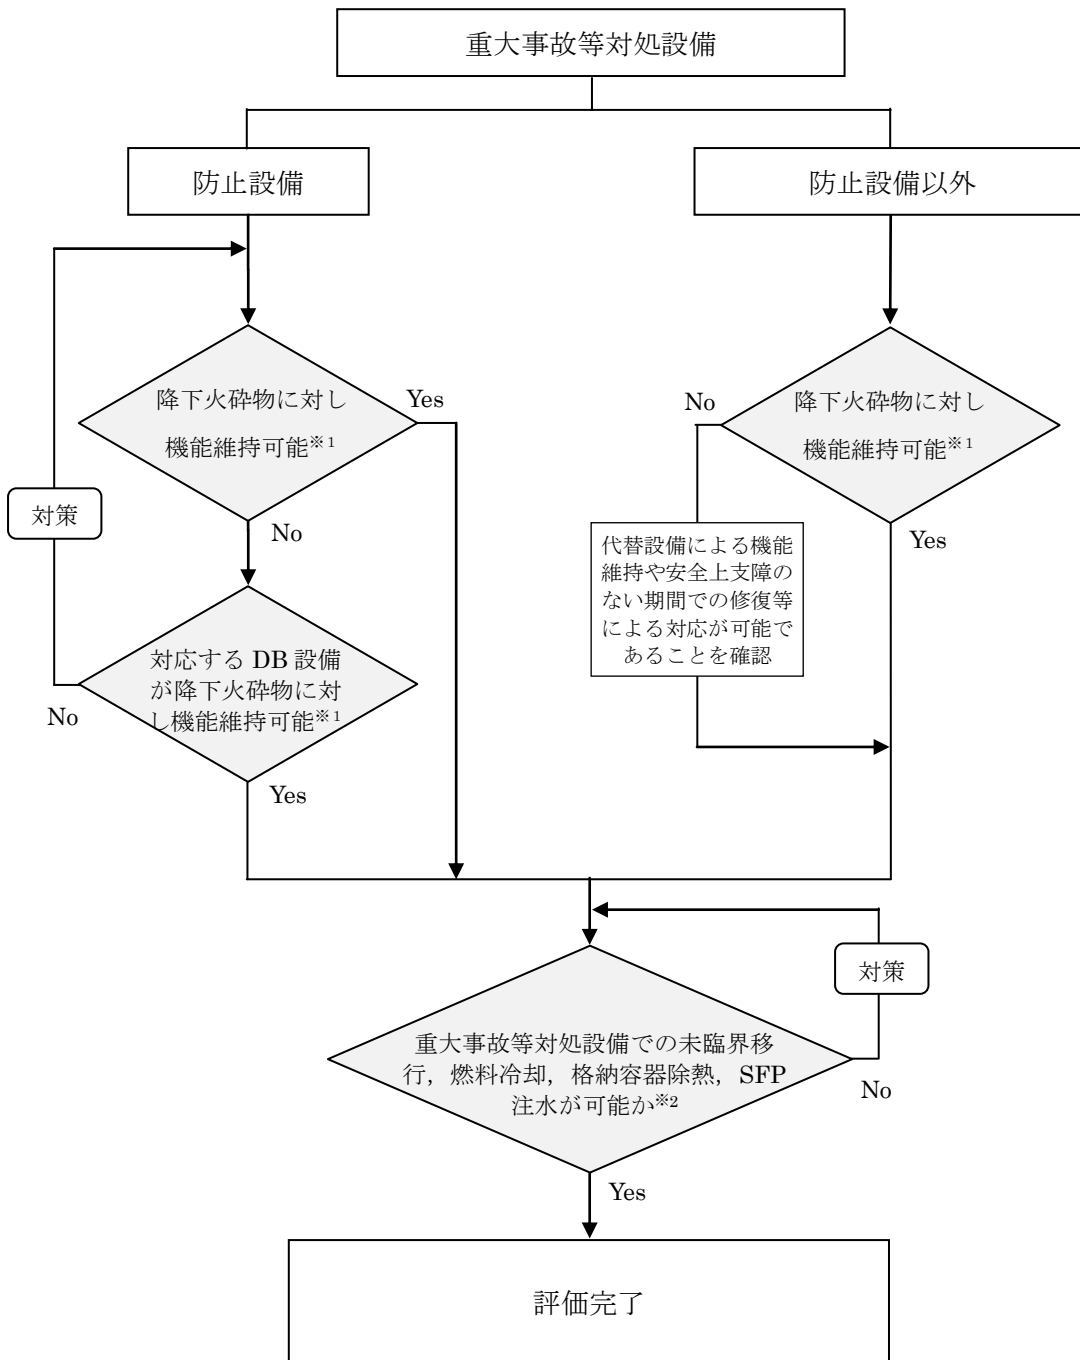 重大事故等対処設備
防止設備
防止設備以外
降下火砕物に対し
機能維持可能※1
Yes
No
降下火砕物に対し
機能維持可能※1
No
Yes
対策
代替設備による機能
維持や安全上支障の
ない期間での修復等
による対応が可能で
あることを確認
対応する DB 設備
が降下火砕物に対
し機能維持可能※1
No
Yes
対策
重大事故等対処設備での未臨界移
行，燃料冷却，格納容器除熱，SFP
注水が可能か※2
No
Yes
評価完了